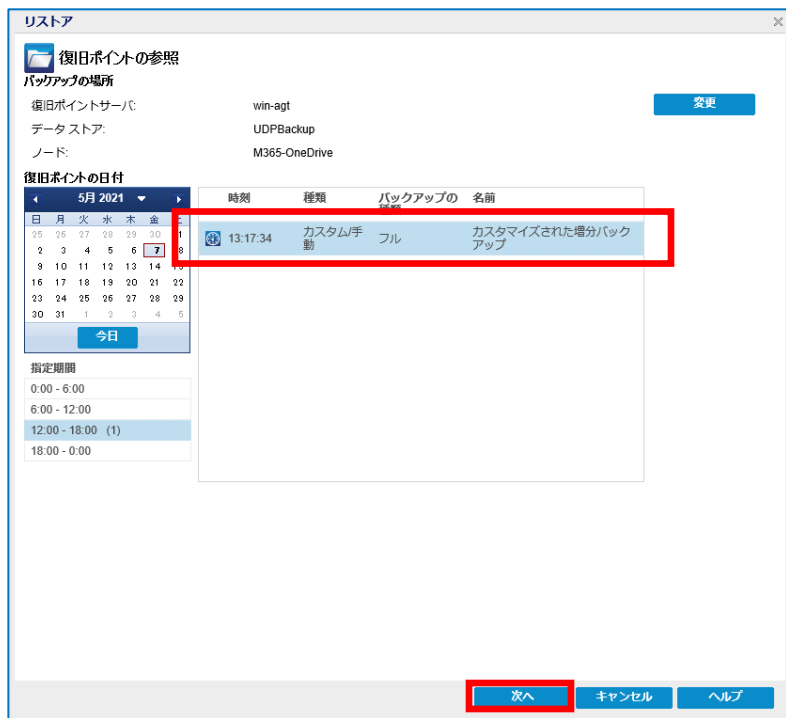 リストア
復旧ポイントの参照
バックアップの場所
復旧ポイントサーバ: win-agt 変更
データ ストア: UDPBackup
ノード: M365-OneDrive
復旧ポイントの日付
5月 2021
日 月 火 水 木 金 土
25 26 27 28 29 30 1
2 3 4 5 6 7 8
9 10 11 12 13 14 15
16 17 18 19 20 21 22
23 24 25 26 27 28 29
30 31 1 2 3 4 5
今日
指定期間
0:00 - 6:00
6:00 - 12:00
12:00 - 18:00 (1)
18:00 - 0:00
時刻 種類 バックアップの種類 名前
13:17:34 カスタム/手動 フル カスタマイズされた増分バックアップ
次へ キャンセル ヘルプ